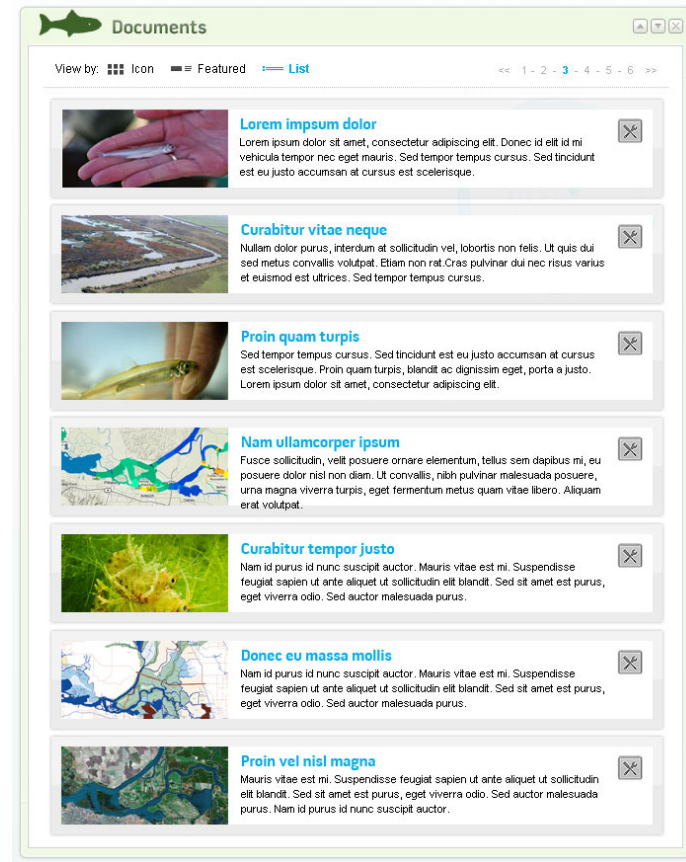 Documents
View by: Icon Featured List << 1 - 2 - 3 - 4 - 5 - 6 >>
Lorem impsum dolor
Lorem ipsum dolor sit amet, consectetur adipiscing elit. Donec id elit id mi
vehicula tempor nec eget mauris. Sed tempor tempus cursus. Sed tincidunt
est eu justo accumsan at cursus est scelerisque.
Curabitur vitae neque
Nullam dolor purus, interdum at sollicitudin vel, lobortis non felis. Ut quis dui
sed metus convallis volutpat. Etiam non rat.Cras pulvinar dui nec risus varius
et euismod est ultrices. Sed tempor tempus cursus.
Proin quam turpis
Sed tempor tempus cursus. Sed tincidunt est eu justo accumsan at cursus
est scelerisque. Proin quam turpis, blandit ac dignissim eget, porta a justo.
Lorem ipsum dolor sit amet, consectetur adipiscing elit.
Nam ullamcorper ipsum
Fusce sollicitudin, velit posuere ornare elementum, tellus sem dapibus mi, eu
posuere dolor nisl non diam. Ut convallis, nibh pulvinar malesuada posuere,
urna magna viverra turpis, eget fermentum metus quam vitae libero. Aliquam
erat volutpat.
Curabitur tempor justo
Nam id purus id nunc suscipit auctor. Mauris vitae est mi. Suspendisse
feugiat sapien ut ante aliquet ut sollicitudin elit blandit. Sed sit amet est purus,
eget viverra odio. Sed auctor malesuada purus.
Donec eu massa mollis
Nam id purus id nunc suscipit auctor. Mauris vitae est mi. Suspendisse
feugiat sapien ut ante aliquet ut sollicitudin elit blandit. Sed sit amet est purus,
eget viverra odio. Sed auctor malesuada purus.
Proin vel nisl magna
Mauris vitae est mi. Suspendisse feugiat sapien ut ante aliquet ut sollicitudin
elit blandit. Sed sit amet est purus, eget viverra odio. Sed auctor malesuada
purus. Nam id purus id nunc suscipit auctor.